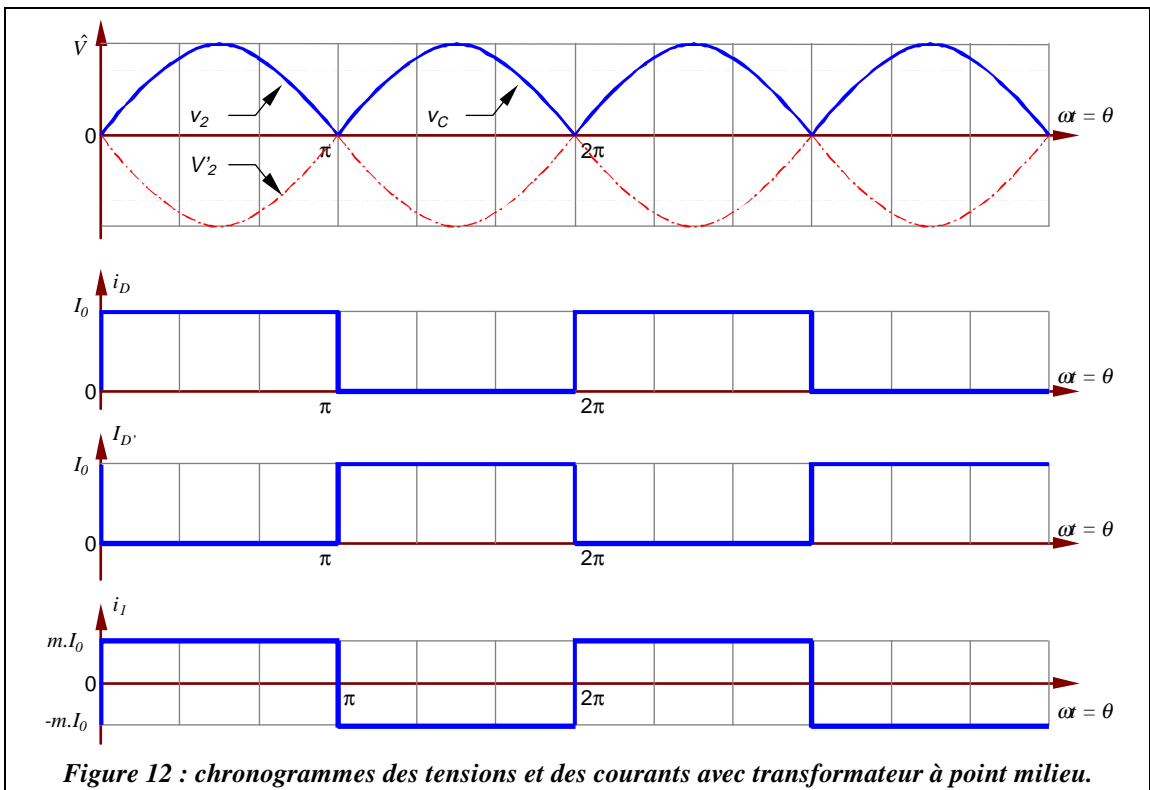 V̂
v2
vC
ωt = θ
0
π
2π
V'2
iD
I0
0
π
2π
ωt = θ
ID'
I0
0
π
2π
ωt = θ
i1
m.I0
0
π
2π
-m.I0
ωt = θ
Figure 12 : chronogrammes des tensions et des courants avec transformateur à point milieu.